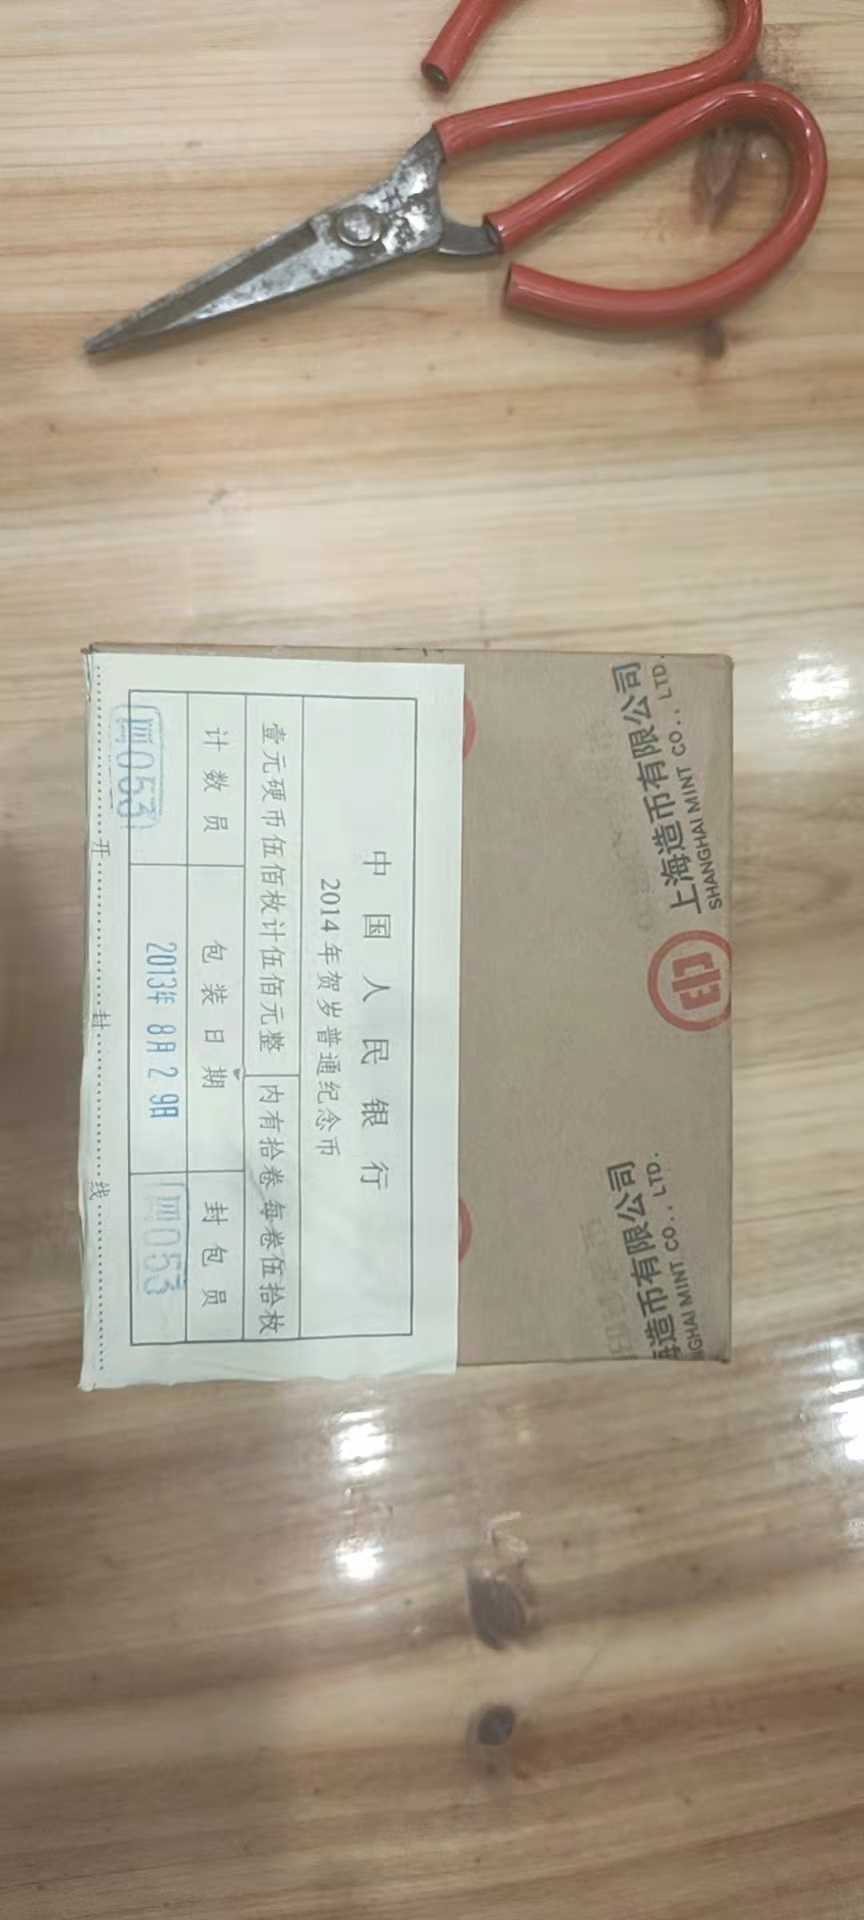 中国人民银行
2014年贺岁普通纪念币
壹元硬币伍佰枚计伍佰元整 内有拾卷每卷伍拾枚
计数员 包装日期 封包员
四053 2013年8月29日 四053
开封线
上海造币有限公司
SHANGHAI MINT CO., LTD.
海造币有限公司
GHAI MINT CO., LTD.